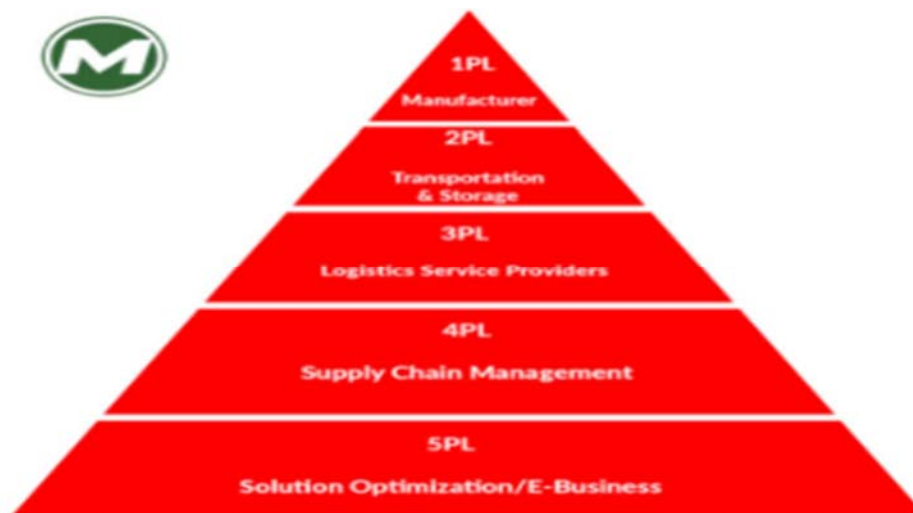 M
1PL
Manufacturer
2PL
Transportation
& Storage
3PL
Logistics Service Providers
4PL
Supply Chain Management
5PL
Solution Optimization/E-Business